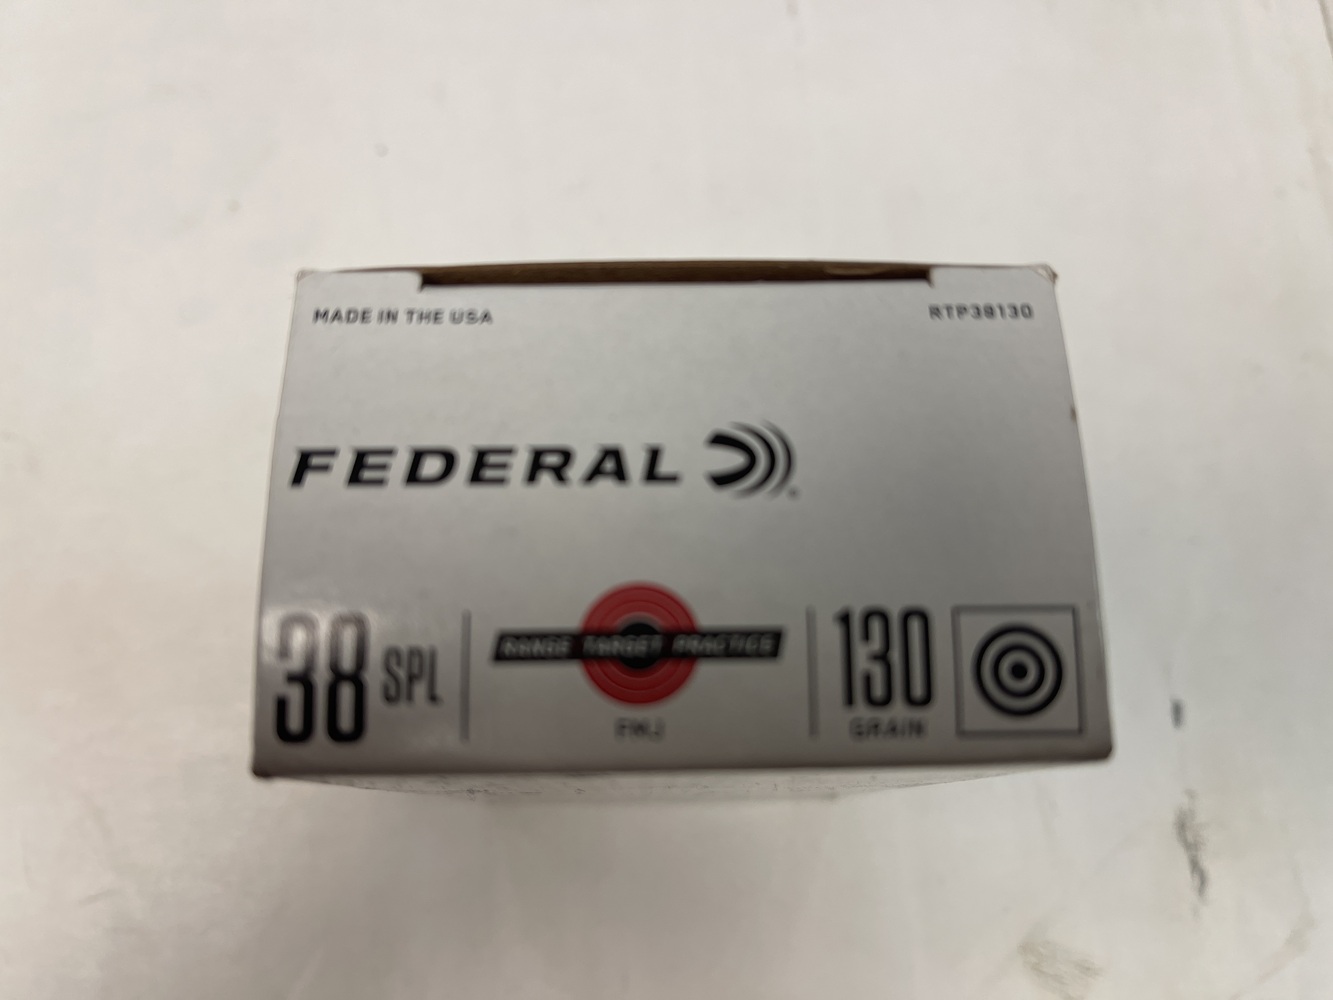 MADE IN THE USA
RTP38130
FEDERAL
38 SPL
RANGE TARGET PRACTICE
FMJ
130
GRAIN